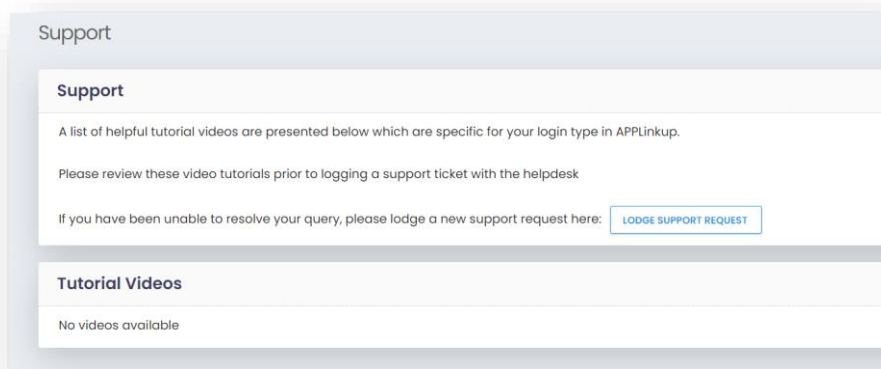 Support
Support
A list of helpful tutorial videos are presented below which are specific for your login type in APPLinkup.
Please review these video tutorials prior to logging a support ticket with the helpdesk
If you have been unable to resolve your query, please lodge a new support request here: LODGE SUPPORT REQUEST
Tutorial Videos
No videos available